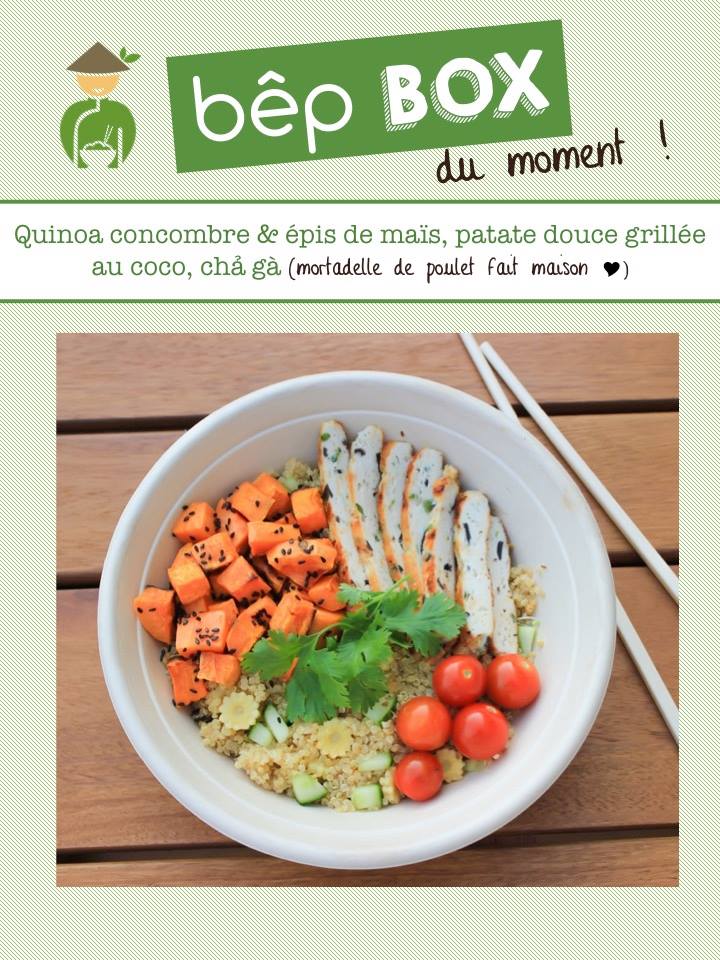 bêp BOX
du moment !
Quinoa concombre & épis de maïs, patate douce grillée
au coco, chả gà (mortadelle de poulet fait maison ♥)